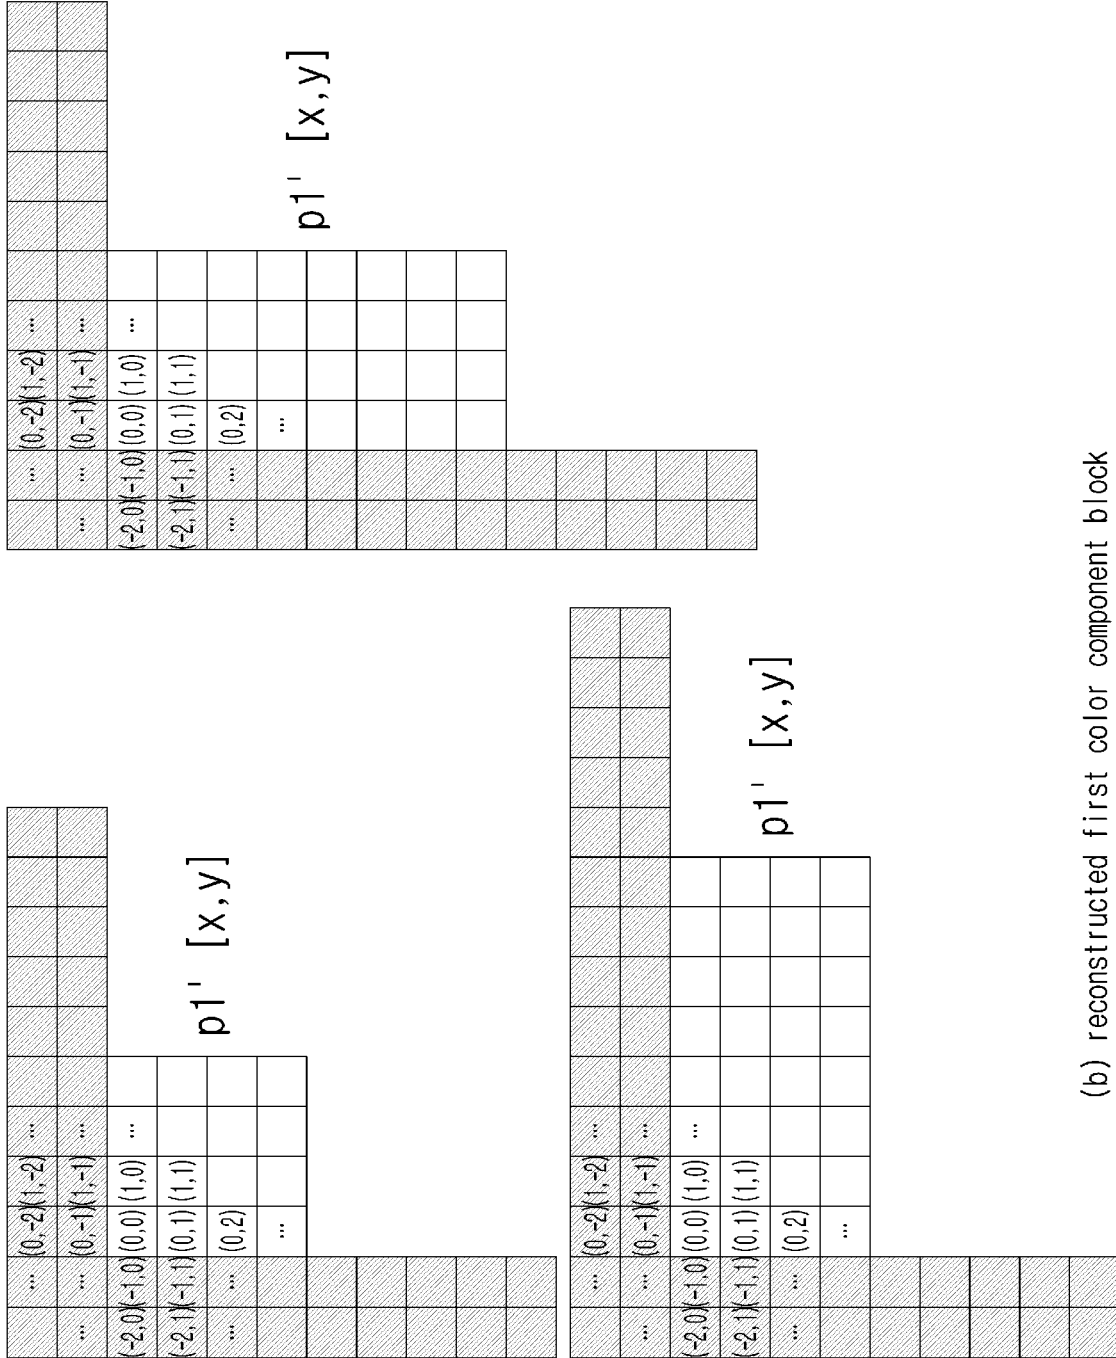 ... (0,-2)(1,-2) ...
... ... (0,-1)(1,-1) ...
(-2,0)(-1,0)(0,0)(1,0) ...
(-2,1)(-1,1)(0,1)(1,1)
... ... (0,2)
...
p1' [x,y]
... (0,-2)(1,-2) ...
... ... (0,-1)(1,-1) ...
(-2,0)(-1,0)(0,0)(1,0) ...
(-2,1)(-1,1)(0,1)(1,1)
... ... (0,2)
...
p1' [x,y]
... (0,-2)(1,-2) ...
... ... (0,-1)(1,-1) ...
(-2,0)(-1,0)(0,0)(1,0) ...
(-2,1)(-1,1)(0,1)(1,1)
... ... (0,2)
...
p1' [x,y]
(b) reconstructed first color component block